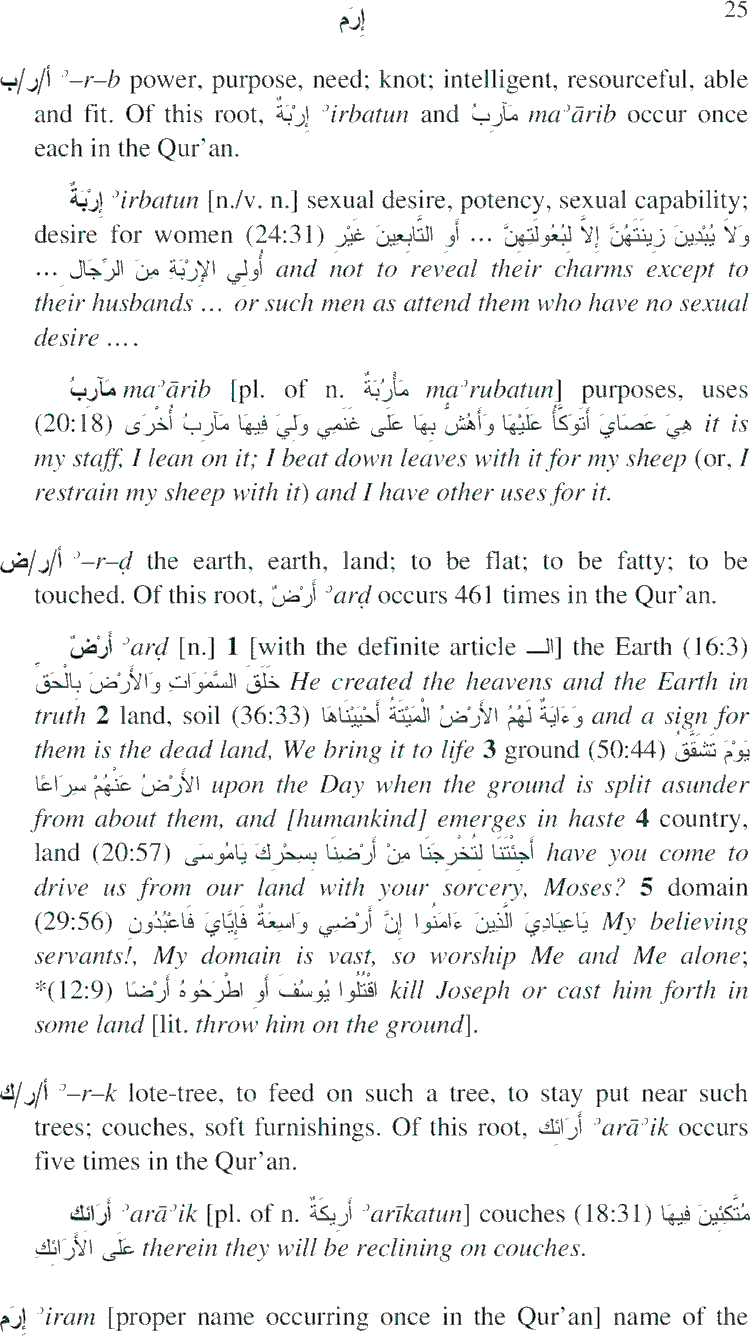 إِرَم 25
أ/ر/ب ʾ–r–b power, purpose, need; knot; intelligent, resourceful, able
and fit. Of this root, إِرْبَةٌ ʾirbatun and مَآرِبُ maʾārib occur once
each in the Qur’an.
إِرْبَةٌ ʾirbatun [n./v. n.] sexual desire, potency, sexual capability;
desire for women (24:31) وَلاَ يُبْدِينَ زِينَتَهُنَّ إِلاَّ لِبُعُولَتِهِنَّ ... أَوِ التَّابِعِينَ غَيْرِ
أُولِي الإِرْبَةِ مِنَ الرِّجَالِ ... and not to reveal their charms except to
their husbands ... or such men as attend them who have no sexual
desire ....
مَآرِبُ maʾārib [pl. of n. مَأْرُبَةٌ maʾrubatun] purposes, uses
(20:18) هِيَ عَصَايَ أَتَوَكَّأُ عَلَيْهَا وَأَهُشُّ بِهَا عَلَى غَنَمِي وَلِيَ فِيهَا مَآرِبُ أُخْرَى it is
my staff, I lean on it; I beat down leaves with it for my sheep (or, I
restrain my sheep with it) and I have other uses for it.
أ/ر/ض ʾ–r–ḍ the earth, earth, land; to be flat; to be fatty; to be
touched. Of this root, أَرْضٌ ʾarḍ occurs 461 times in the Qur’an.
أَرْضٌ ʾarḍ [n.] 1 [with the definite article الـ] the Earth (16:3)
خَلَقَ السَّمَوَاتِ وَالأَرْضَ بِالْحَقِّ He created the heavens and the Earth in
truth 2 land, soil (36:33) وَءَايَةٌ لَهُمُ الأَرْضُ الْمَيْتَةُ أَحْيَيْنَاهَا and a sign for
them is the dead land, We bring it to life 3 ground (50:44) يَوْمَ تَشَقَّقُ
الأَرْضُ عَنْهُمْ سِرَاعًا upon the Day when the ground is split asunder
from about them, and [humankind] emerges in haste 4 country,
land (20:57) أَجِئْتَنَا لِتُخْرِجَنَا مِنْ أَرْضِنَا بِسِحْرِكَ يَامُوسَى have you come to
drive us from our land with your sorcery, Moses? 5 domain
(29:56) يَاعِبَادِيَ الَّذِينَ ءَامَنُوا إِنَّ أَرْضِي وَاسِعَةٌ فَإِيَّايَ فَاعْبُدُونِ My believing
servants!, My domain is vast, so worship Me and Me alone;
*(12:9) اقْتُلُوا يُوسُفَ أَوِ اطْرَحُوهُ أَرْضًا kill Joseph or cast him forth in
some land [lit. throw him on the ground].
أ/ر/ك ʾ–r–k lote-tree, to feed on such a tree, to stay put near such
trees; couches, soft furnishings. Of this root, أَرَائِك ʾarāʾik occurs
five times in the Qur’an.
أَرَائِك ʾarāʾik [pl. of n. أَرِيكَةٌ ʾarīkatun] couches (18:31) مُتَّكِئِينَ فِيهَا
عَلَى الأَرَائِكِ therein they will be reclining on couches.
إِرَم ʾiram [proper name occurring once in the Qur’an] name of the